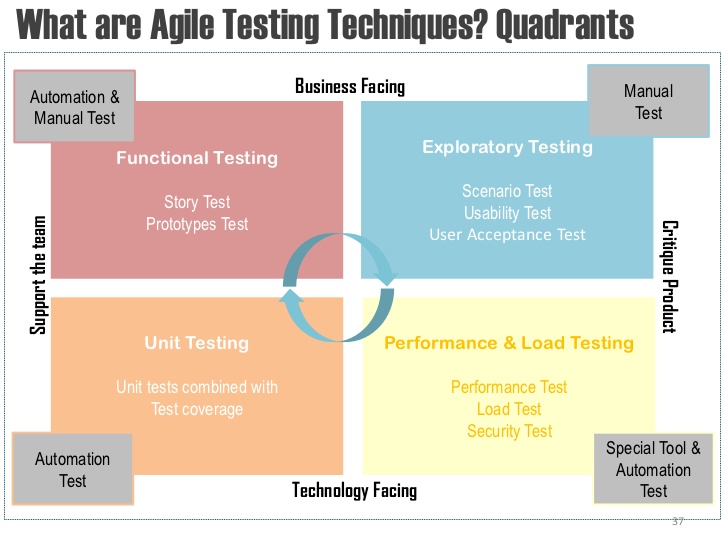 What are Agile Testing Techniques? Quadrants
Business Facing
Automation &
Manual Test
Manual
Test
Functional Testing
Story Test
Prototypes Test
Exploratory Testing
Scenario Test
Usability Test
User Acceptance Test
Support the team
Critique Product
Unit Testing
Unit tests combined with
Test coverage
Performance & Load Testing
Performance Test
Load Test
Security Test
Automation
Test
Special Tool &
Automation
Test
Technology Facing
37